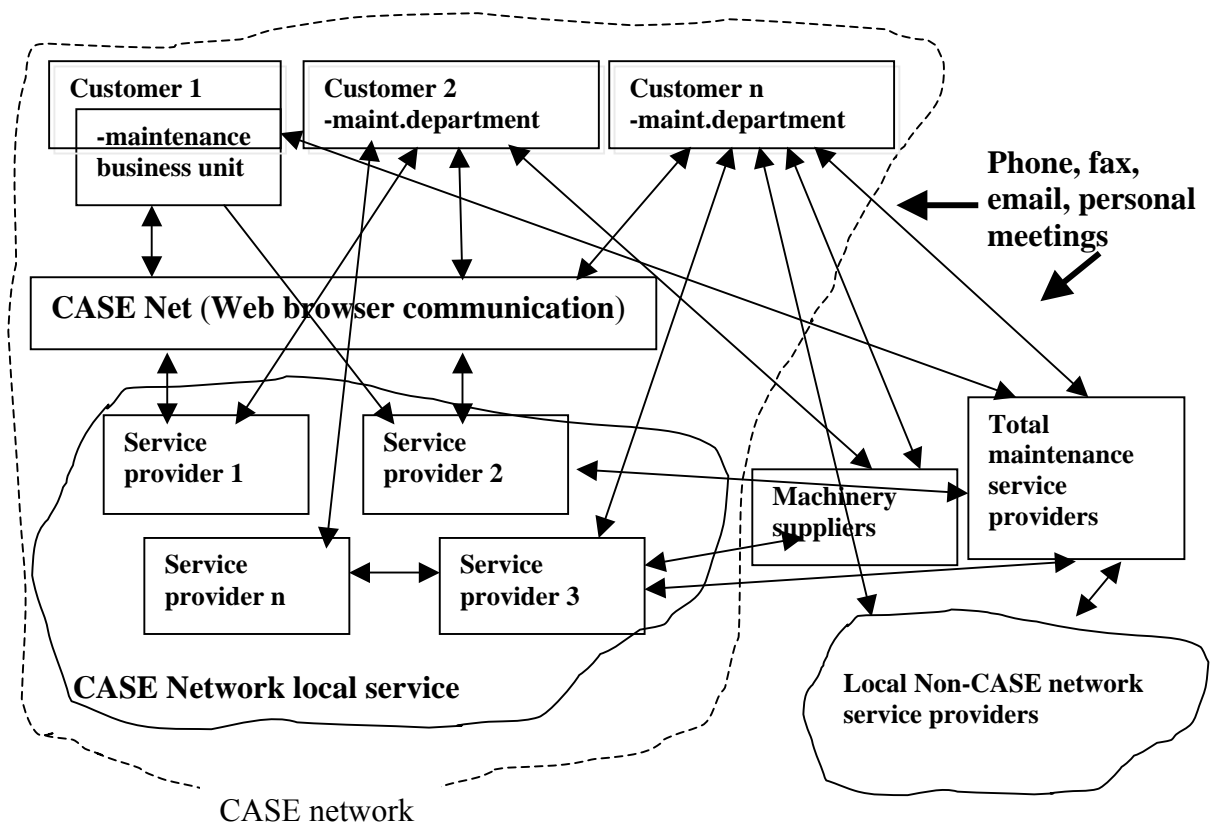 Customer 1
-maintenance
business unit
Customer 2
-maint.department
Customer n
-maint.department
Phone, fax,
email, personal
meetings
CASE Net (Web browser communication)
Service
provider 1
Service
provider 2
Service
provider n
Service
provider 3
Machinery
suppliers
Total
maintenance
service
providers
CASE Network local service
Local Non-CASE network
service providers
CASE network